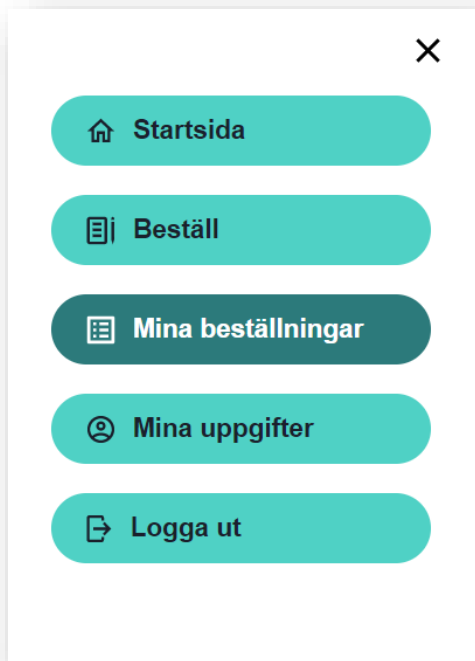 Startsida
Beställ
Mina beställningar
Mina uppgifter
Logga ut